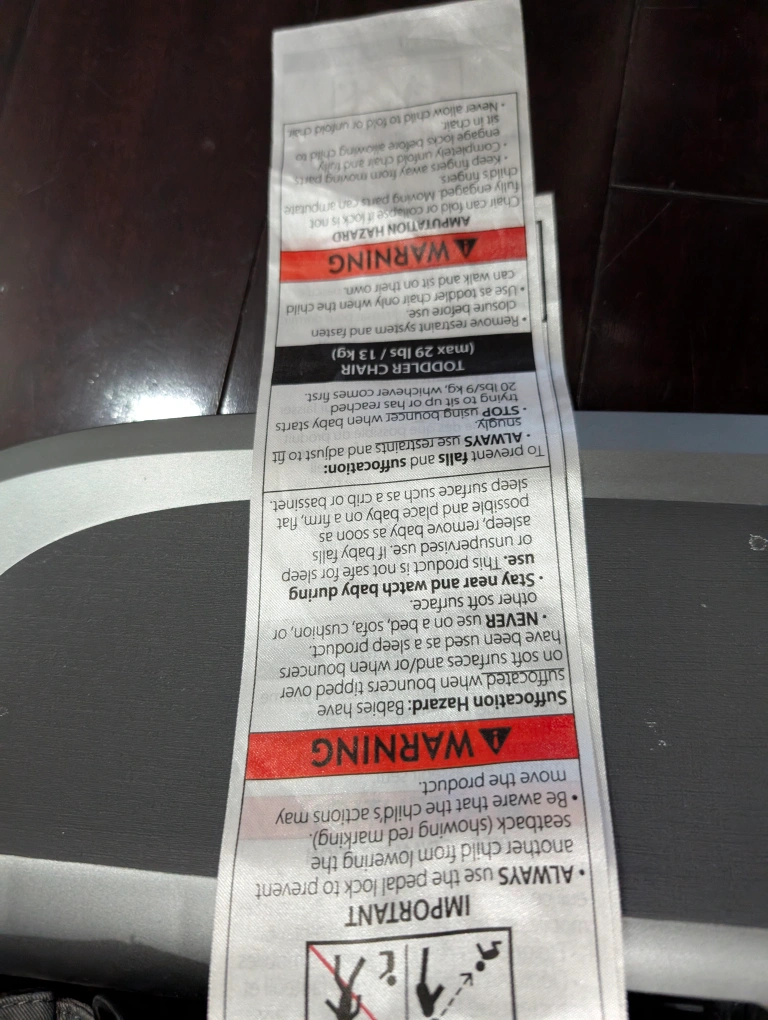 IMPORTANT
• ALWAYS use the pedal lock to prevent
another child from lowering the
seatback (showing red marking).
• Be aware that the child's actions may
move the product.
WARNING
Suffocation Hazard: Babies have
suffocated when bouncers tipped over
on soft surfaces and/or when bouncers
have been used as a sleep product.
• NEVER use on a bed, sofa, cushion, or
other soft surface.
• Stay near and watch baby during
use. This product is not safe for sleep
or unsupervised use. If baby falls
asleep, remove baby as soon as
possible and place baby on a firm, flat
sleep surface such as a crib or bassinet.
To prevent falls and suffocation:
• ALWAYS use restraints and adjust to fit
snugly.
• STOP using bouncer when baby starts
trying to sit up or has reached
20 lbs/9 kg, whichever comes first.
TODDLER CHAIR
(max 29 lbs / 13 kg)
• Remove restraint system and fasten
closure before use.
• Use as toddler chair only when the child
can walk and sit on their own.
WARNING
AMPUTATION HAZARD
Chair can fold or collapse if lock is not
fully engaged. Moving parts can amputate
child's fingers
• Keep fingers away from moving parts
• Completely unfold chair and fully
engage locks before allowing child to
sit in chair.
• Never allow child to fold or unfold chair